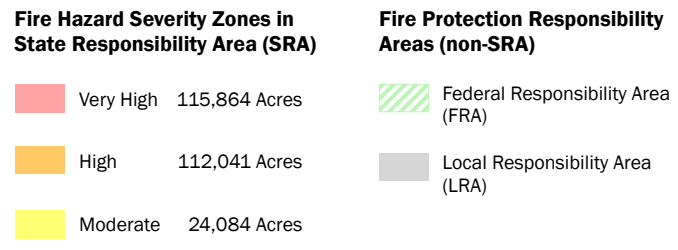 Fire Hazard Severity Zones in
State Responsibility Area (SRA)
Very High 115,864 Acres
High 112,041 Acres
Moderate 24,084 Acres
Fire Protection Responsibility
Areas (non-SRA)
Federal Responsibility Area
(FRA)
Local Responsibility Area
(LRA)